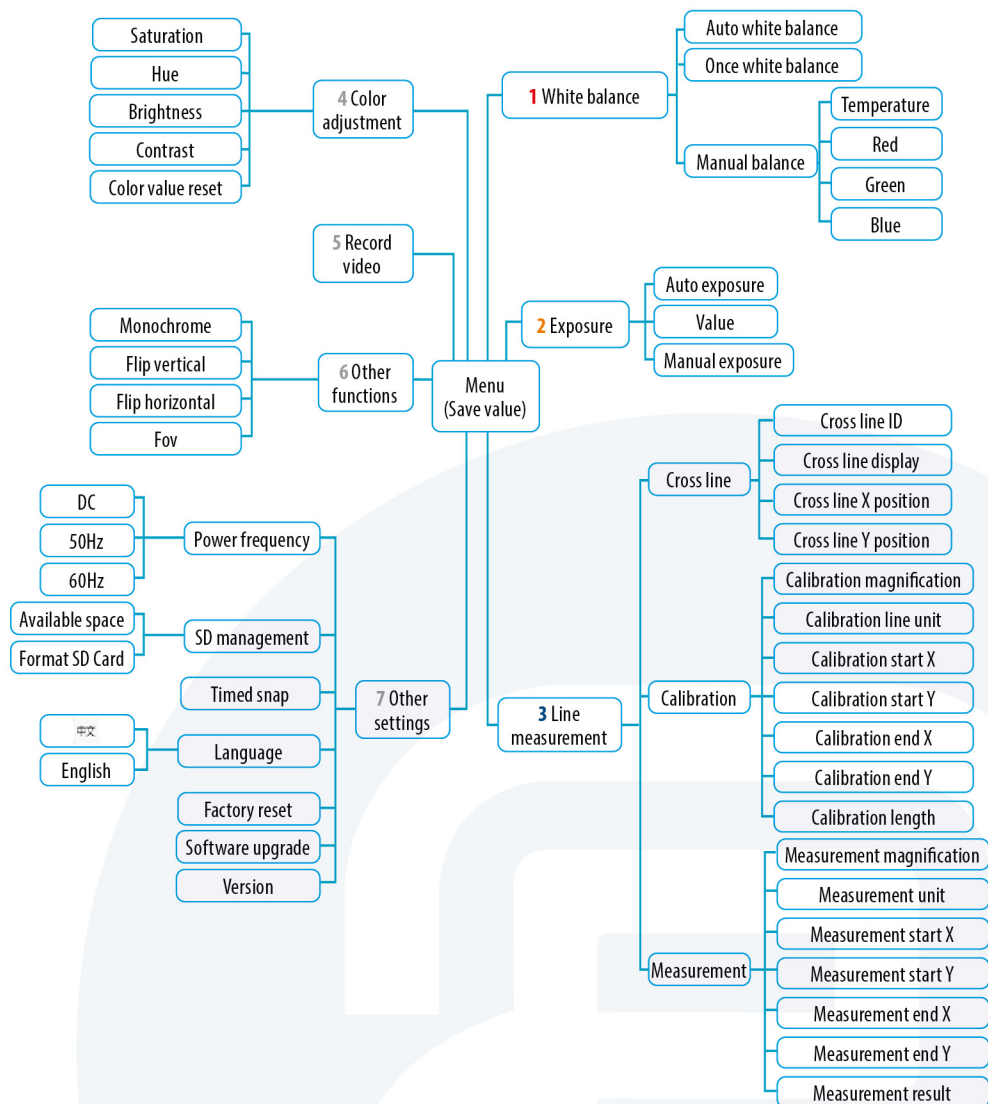 Saturation
Hue
Brightness
Contrast
Color value reset
4 Color
adjustment
5 Record
video
Monochrome
Flip vertical
Flip horizontal
Fov
6 Other
functions
Menu
(Save value)
1 White balance
Auto white balance
Once white balance
Manual balance
Temperature
Red
Green
Blue
2 Exposure
Auto exposure
Value
Manual exposure
3 Line
measurement
Cross line
Cross line ID
Cross line display
Cross line X position
Cross line Y position
Calibration
Calibration magnification
Calibration line unit
Calibration start X
Calibration start Y
Calibration end X
Calibration end Y
Calibration length
Measurement
Measurement magnification
Measurement unit
Measurement start X
Measurement start Y
Measurement end X
Measurement end Y
Measurement result
7 Other
settings
Power frequency
DC
50Hz
60Hz
SD management
Available space
Format SD Card
Timed snap
Language
中文
English
Factory reset
Software upgrade
Version